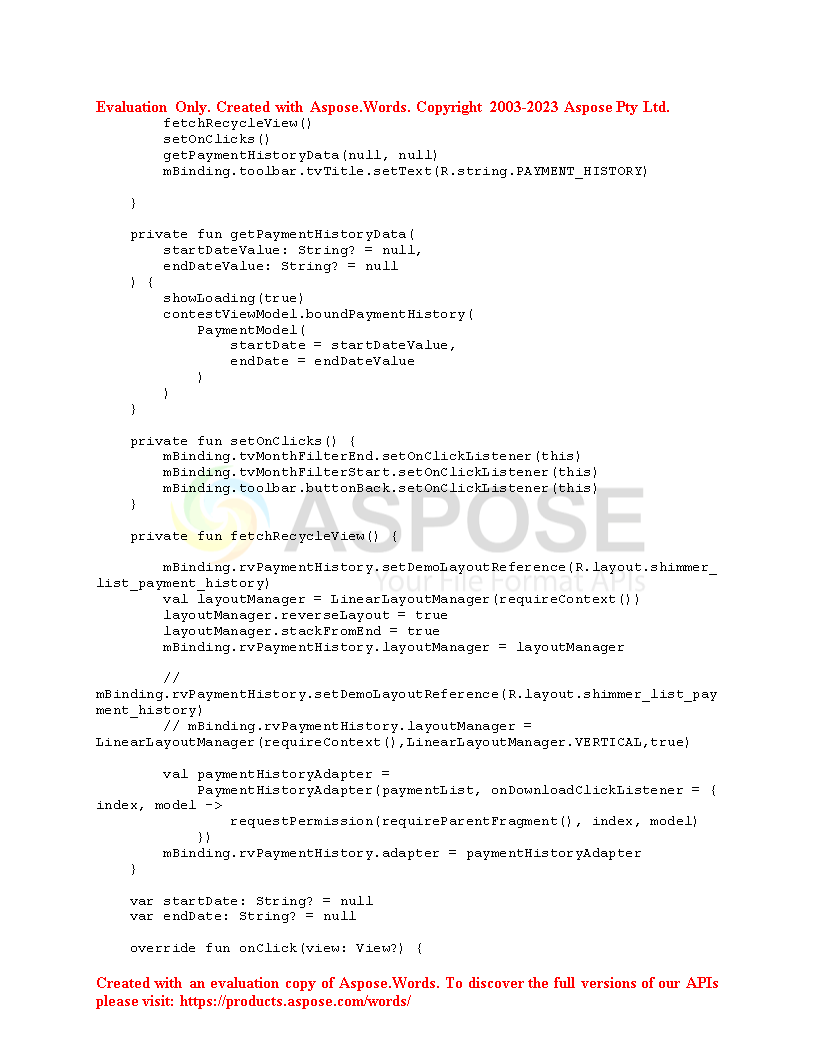 Evaluation Only. Created with Aspose.Words. Copyright 2003-2023 Aspose Pty Ltd.
        fetchRecycleView()
        setOnClicks()
        getPaymentHistoryData(null, null)
        mBinding.toolbar.tvTitle.setText(R.string.PAYMENT_HISTORY)

    }

    private fun getPaymentHistoryData(
        startDateValue: String? = null,
        endDateValue: String? = null
    ) {
        showLoading(true)
        contestViewModel.boundPaymentHistory(
            PaymentModel(
                startDate = startDateValue,
                endDate = endDateValue
            )
        )
    }

    private fun setOnClicks() {
        mBinding.tvMonthFilterEnd.setOnClickListener(this)
        mBinding.tvMonthFilterStart.setOnClickListener(this)
        mBinding.toolbar.buttonBack.setOnClickListener(this)
    }
ASPOSE
    private fun fetchRecycleView() {

        mBinding.rvPaymentHistory.setDemoLayoutReference(R.layout.shimmer_
Your File Format APIs
list_payment_history)
        val layoutManager = LinearLayoutManager(requireContext())
        layoutManager.reverseLayout = true
        layoutManager.stackFromEnd = true
        mBinding.rvPaymentHistory.layoutManager = layoutManager

        //
mBinding.rvPaymentHistory.setDemoLayoutReference(R.layout.shimmer_list_pay
ment_history)
        // mBinding.rvPaymentHistory.layoutManager =
LinearLayoutManager(requireContext(),LinearLayoutManager.VERTICAL,true)

        val paymentHistoryAdapter =
            PaymentHistoryAdapter(paymentList, onDownloadClickListener = {
index, model ->
                requestPermission(requireParentFragment(), index, model)
            })
        mBinding.rvPaymentHistory.adapter = paymentHistoryAdapter
    }

    var startDate: String? = null
    var endDate: String? = null

    override fun onClick(view: View?) {

Created with an evaluation copy of Aspose.Words. To discover the full versions of our APIs
please visit: https://products.aspose.com/words/